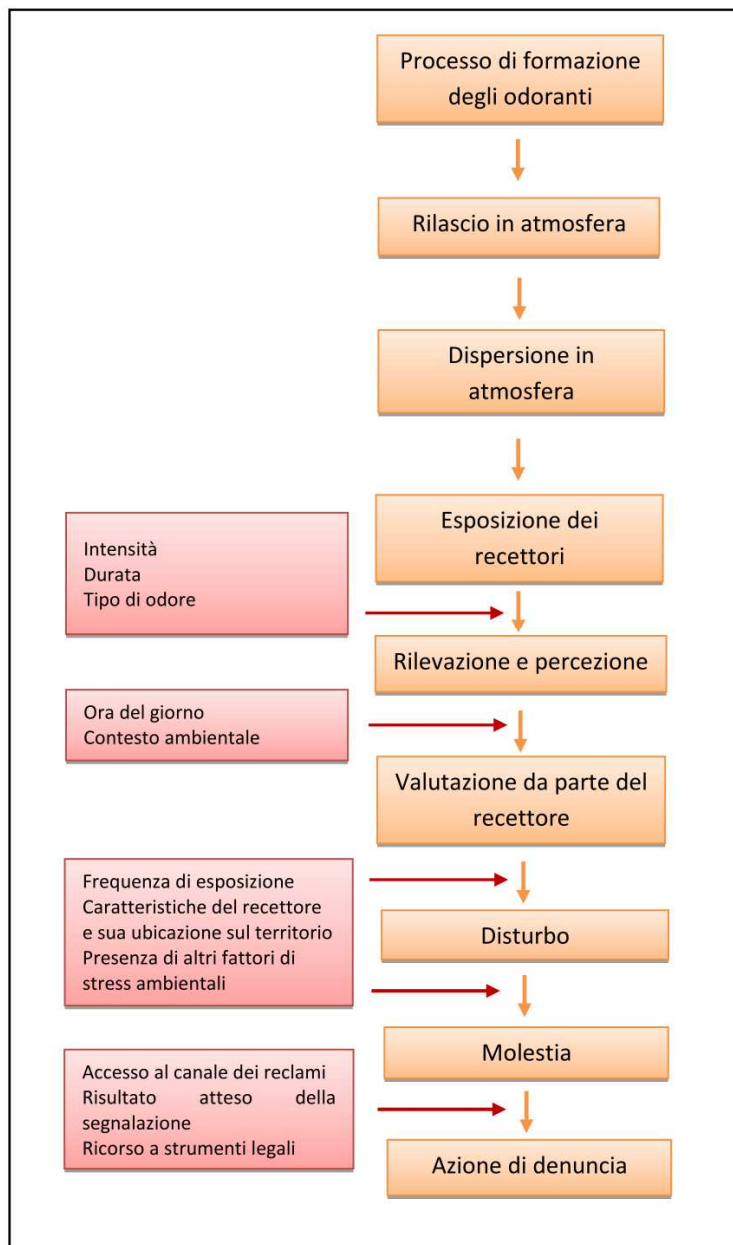 Processo di formazione
degli odoranti
Rilascio in atmosfera
Dispersione in
atmosfera
Esposizione dei
recettori
Intensità
Durata
Tipo di odore
Rilevazione e percezione
Ora del giorno
Contesto ambientale
Valutazione da parte del
recettore
Frequenza di esposizione
Caratteristiche del recettore
e sua ubicazione sul territorio
Presenza di altri fattori di
stress ambientali
Disturbo
Molestia
Accesso al canale dei reclami
Risultato atteso della
segnalazione
Ricorso a strumenti legali
Azione di denuncia